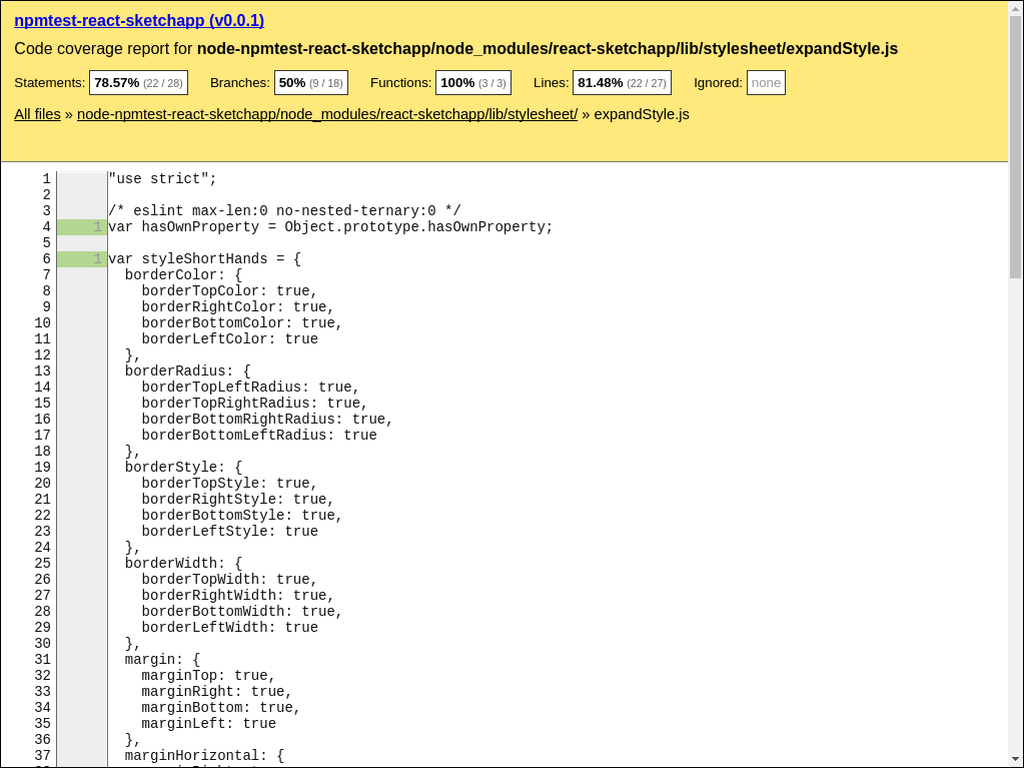 npmtest-react-sketchapp (v0.0.1)
Code coverage report for node-npmtest-react-sketchapp/node_modules/react-sketchapp/lib/stylesheet/expandStyle.js
Statements: 78.57% (22 / 28) Branches: 50% (9 / 18) Functions: 100% (3 / 3) Lines: 81.48% (22 / 27) Ignored: none
All files » node-npmtest-react-sketchapp/node_modules/react-sketchapp/lib/stylesheet/ » expandStyle.js
1 "use strict";
2
3 /* eslint max-len:0 no-nested-ternary:0 */
4 1 var hasOwnProperty = Object.prototype.hasOwnProperty;
5
6 1 var styleShortHands = {
7 borderColor: {
8 borderTopColor: true,
9 borderRightColor: true,
10 borderBottomColor: true,
11 borderLeftColor: true
12 },
13 borderRadius: {
14 borderTopLeftRadius: true,
15 borderTopRightRadius: true,
16 borderBottomRightRadius: true,
17 borderBottomLeftRadius: true
18 },
19 borderStyle: {
20 borderTopStyle: true,
21 borderRightStyle: true,
22 borderBottomStyle: true,
23 borderLeftStyle: true
24 },
25 borderWidth: {
26 borderTopWidth: true,
27 borderRightWidth: true,
28 borderBottomWidth: true,
29 borderLeftWidth: true
30 },
31 margin: {
32 marginTop: true,
33 marginRight: true,
34 marginBottom: true,
35 marginLeft: true
36 },
37 marginHorizontal: {